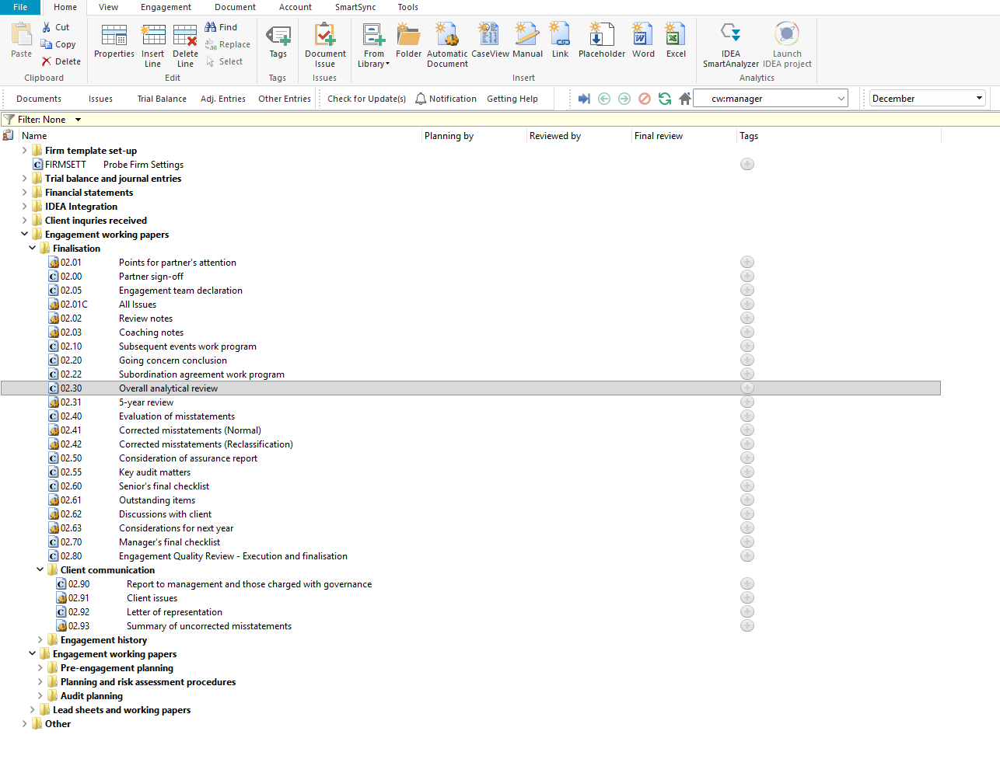 File Home View Engagement Document Account SmartSync Tools
Paste Cut Copy Delete
Clipboard
Properties Insert Line Delete Line Find Replace Select
Edit
Tags
Tags
Document Issue
Issues
From Library Folder Automatic Document CaseView Manual Link Placeholder Word Excel
Insert
IDEA SmartAnalyzer Launch IDEA project
Analytics
Documents Issues Trial Balance Adj. Entries Other Entries Check for Update(s) Notification Getting Help cw:manager December
Filter: None
Name Planning by Reviewed by Final review Tags
Firm template set-up
FIRMSETT Probe Firm Settings
Trial balance and journal entries
Financial statements
IDEA Integration
Client inquries received
Engagement working papers
Finalisation
02.01 Points for partner's attention
02.00 Partner sign-off
02.05 Engagement team declaration
02.01C All Issues
02.02 Review notes
02.03 Coaching notes
02.10 Subsequent events work program
02.20 Going concern conclusion
02.22 Subordination agreement work program
02.30 Overall analytical review
02.31 5-year review
02.40 Evaluation of misstatements
02.41 Corrected misstatements (Normal)
02.42 Corrected misstatements (Reclassification)
02.50 Consideration of assurance report
02.55 Key audit matters
02.60 Senior's final checklist
02.61 Outstanding items
02.62 Discussions with client
02.63 Considerations for next year
02.70 Manager's final checklist
02.80 Engagement Quality Review - Execution and finalisation
Client communication
02.90 Report to management and those charged with governance
02.91 Client issues
02.92 Letter of representation
02.93 Summary of uncorrected misstatements
Engagement history
Engagement working papers
Pre-engagement planning
Planning and risk assessment procedures
Audit planning
Lead sheets and working papers
Other